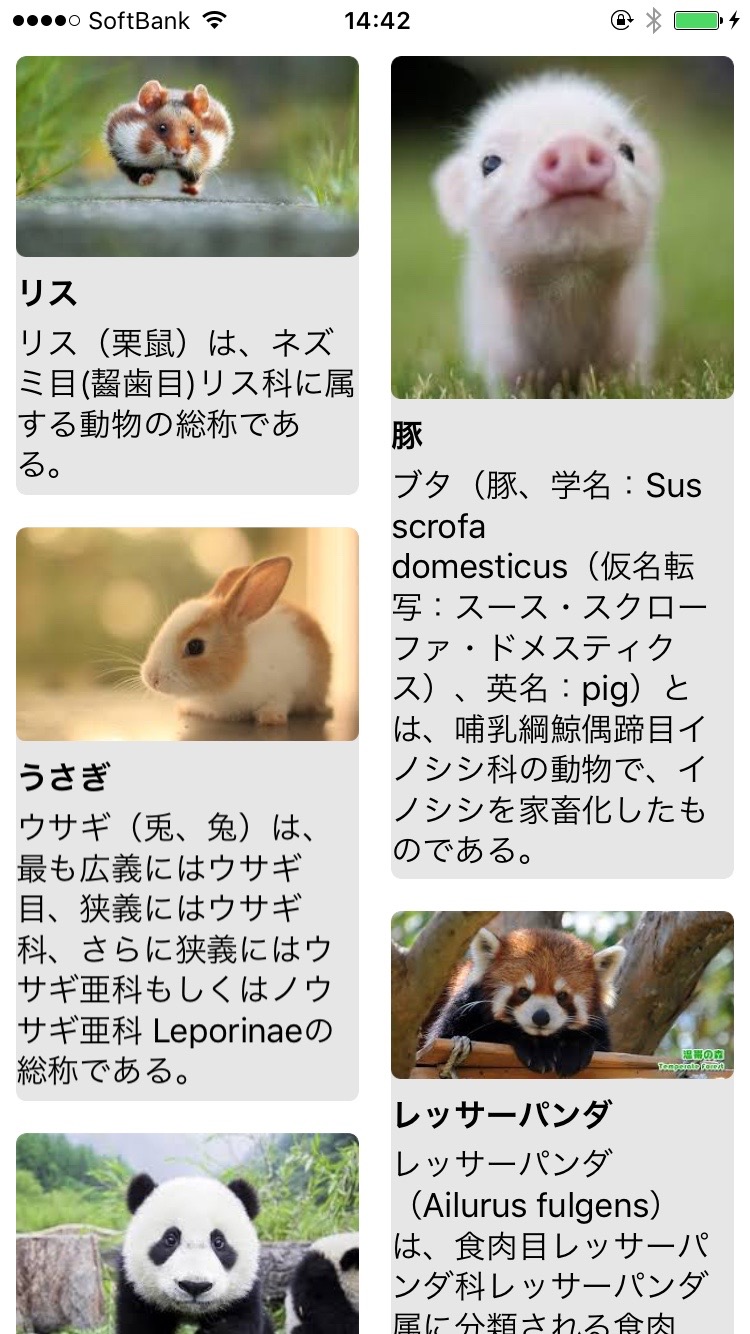 SoftBank 14:42
リス
リス（栗鼠）は、ネズ
ミ目(齧歯目)リス科に属
する動物の総称であ
る。
うさぎ
ウサギ（兎、兔）は、
最も広義にはウサギ
目、狭義にはウサギ
科、さらに狭義にはウ
サギ亜科もしくはノウ
サギ亜科 Leporinaeの
総称である。
豚
ブタ（豚、学名：Sus
scrofa
domesticus（仮名転
写：スース・スクロー
ファ・ドメスティク
ス）、英名：pig）と
は、哺乳綱鯨偶蹄目イ
ノシシ科の動物で、イ
ノシシを家畜化したも
のである。
温帯の森
Temperate Forest
レッサーパンダ
レッサーパンダ
（Ailurus fulgens）
は、食肉目レッサーパ
ンダ科レッサーパンダ
属に分類される食肉